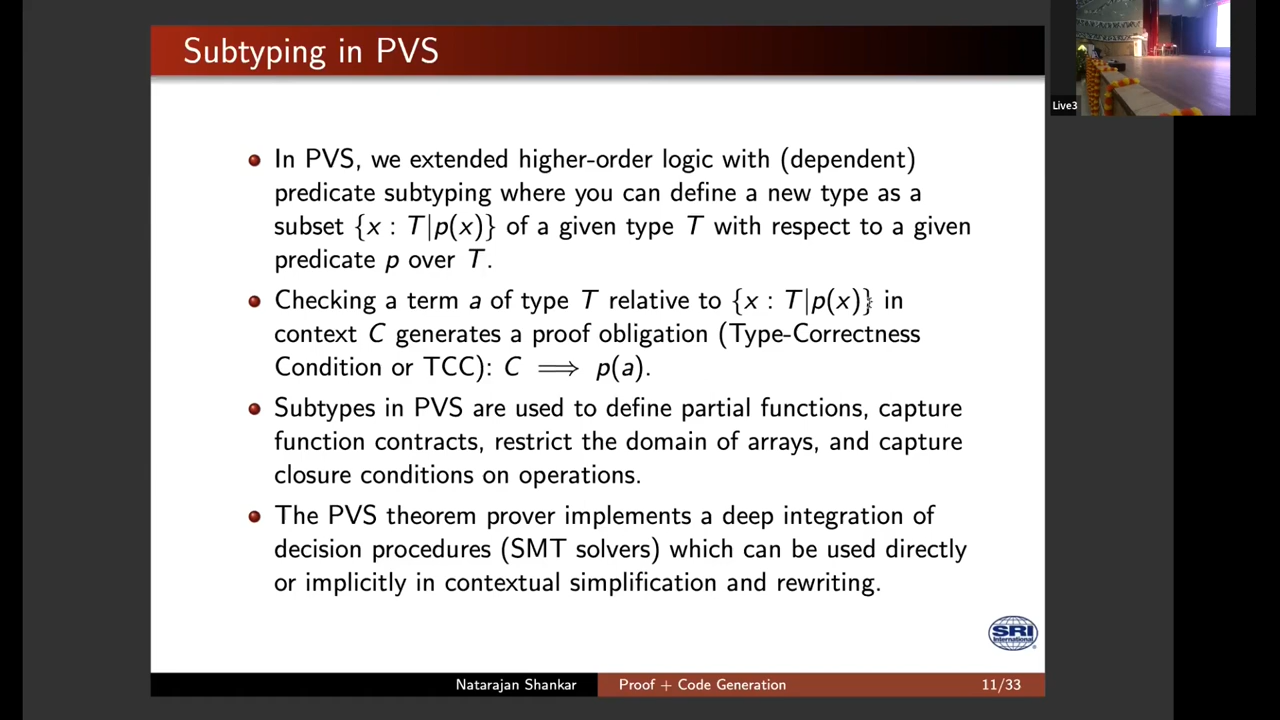 Subtyping in PVS
Live3
In PVS, we extended higher-order logic with (dependent)
predicate subtyping where you can define a new type as a
subset {x : T|p(x)} of a given type T with respect to a given
predicate p over T.
Checking a term a of type T relative to {x : T|p(x)} in
context C generates a proof obligation (Type-Correctness
Condition or TCC): C ⟹ p(a).
Subtypes in PVS are used to define partial functions, capture
function contracts, restrict the domain of arrays, and capture
closure conditions on operations.
The PVS theorem prover implements a deep integration of
decision procedures (SMT solvers) which can be used directly
or implicitly in contextual simplification and rewriting.
SRI
International
Natarajan Shankar Proof + Code Generation 11/33